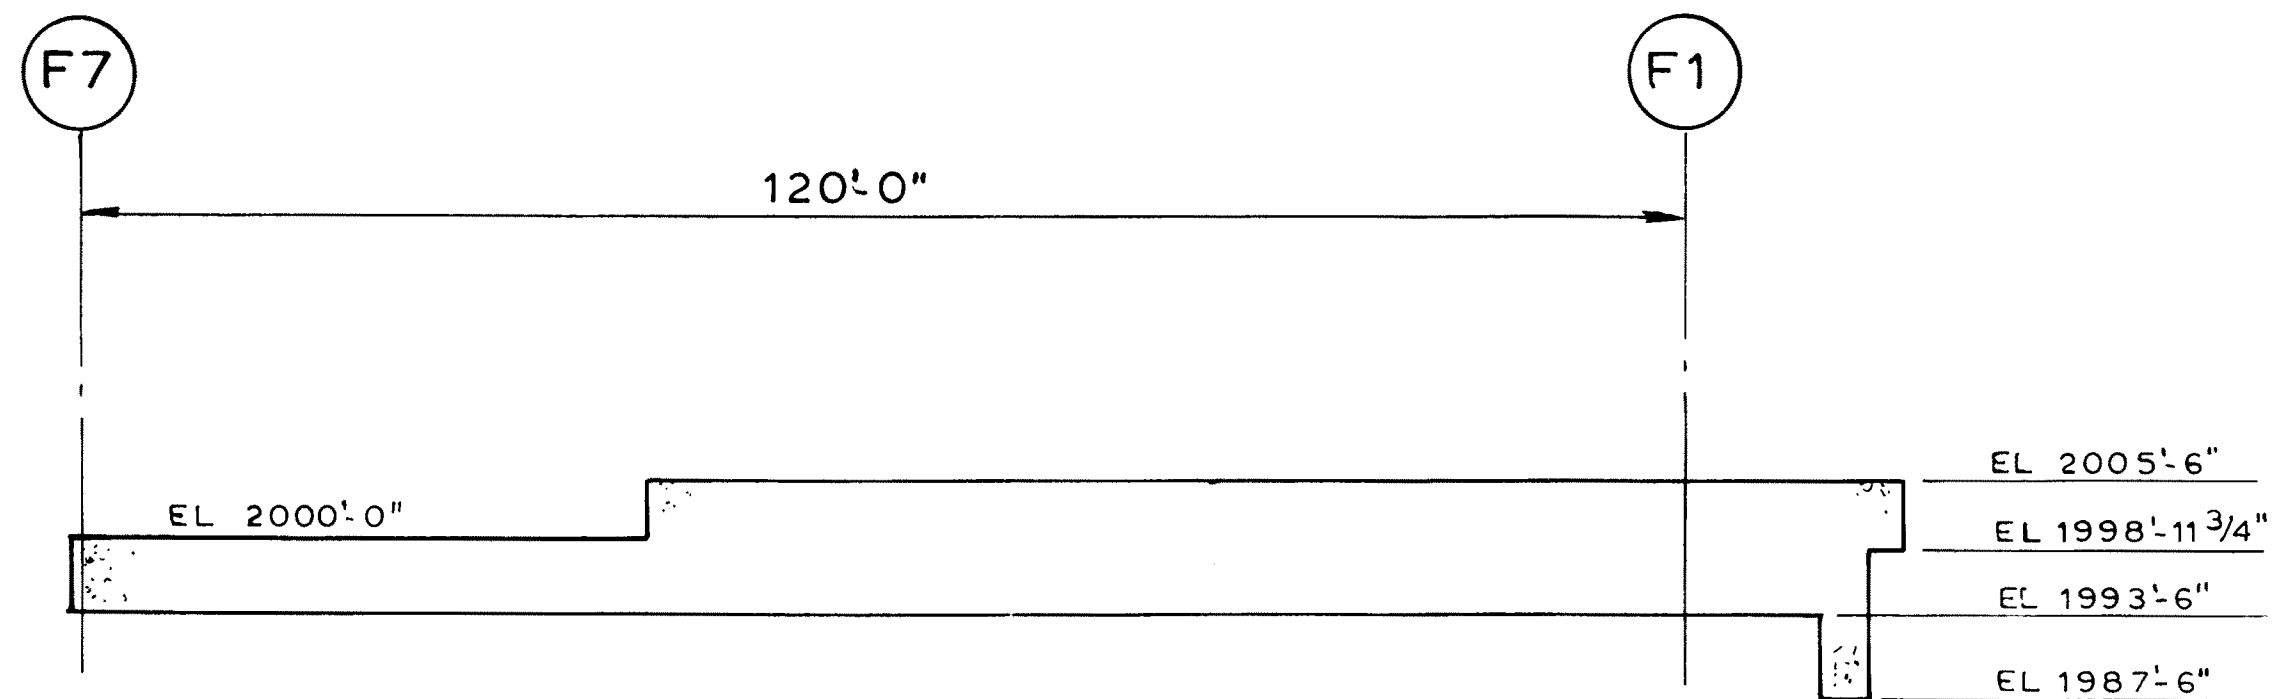 F7
F1
120'-0"
EL 2005'-6"
EL 2000'-0"
EL 1998'-11 3/4"
EL 1993'-6"
EL 1987'-6"